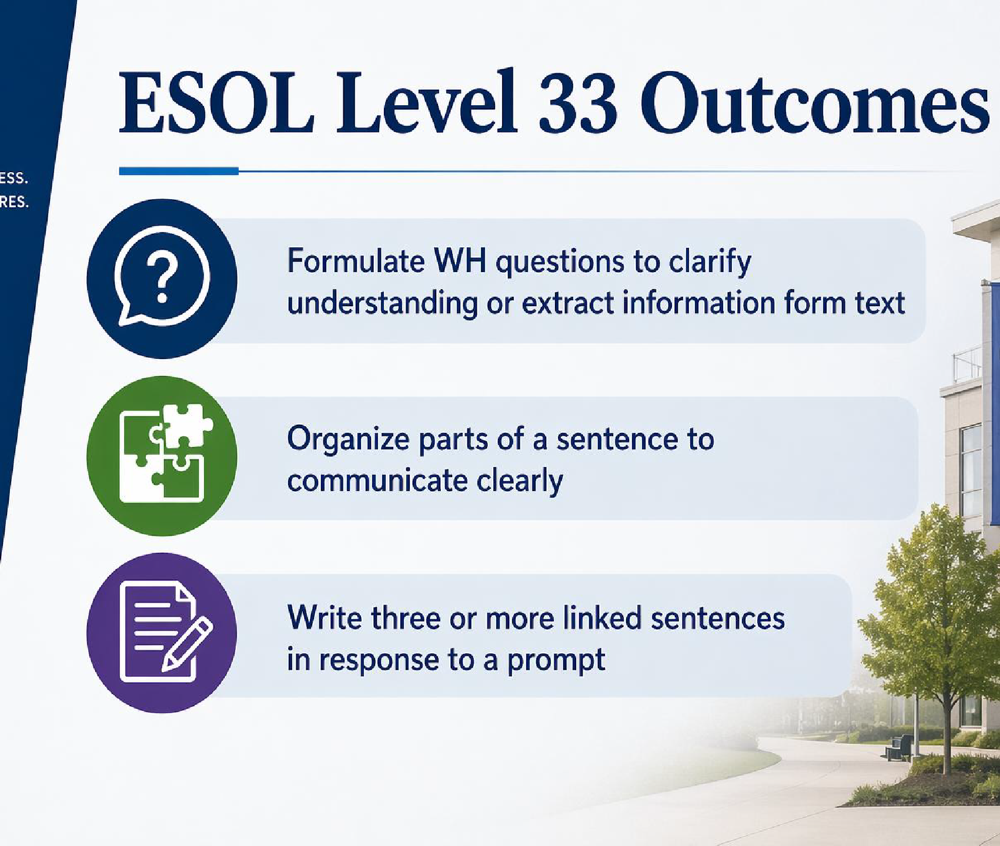 ESOL Level 33 Outcomes
ESS.
RES.
Formulate WH questions to clarify
understanding or extract information form text
Organize parts of a sentence to
communicate clearly
Write three or more linked sentences
in response to a prompt